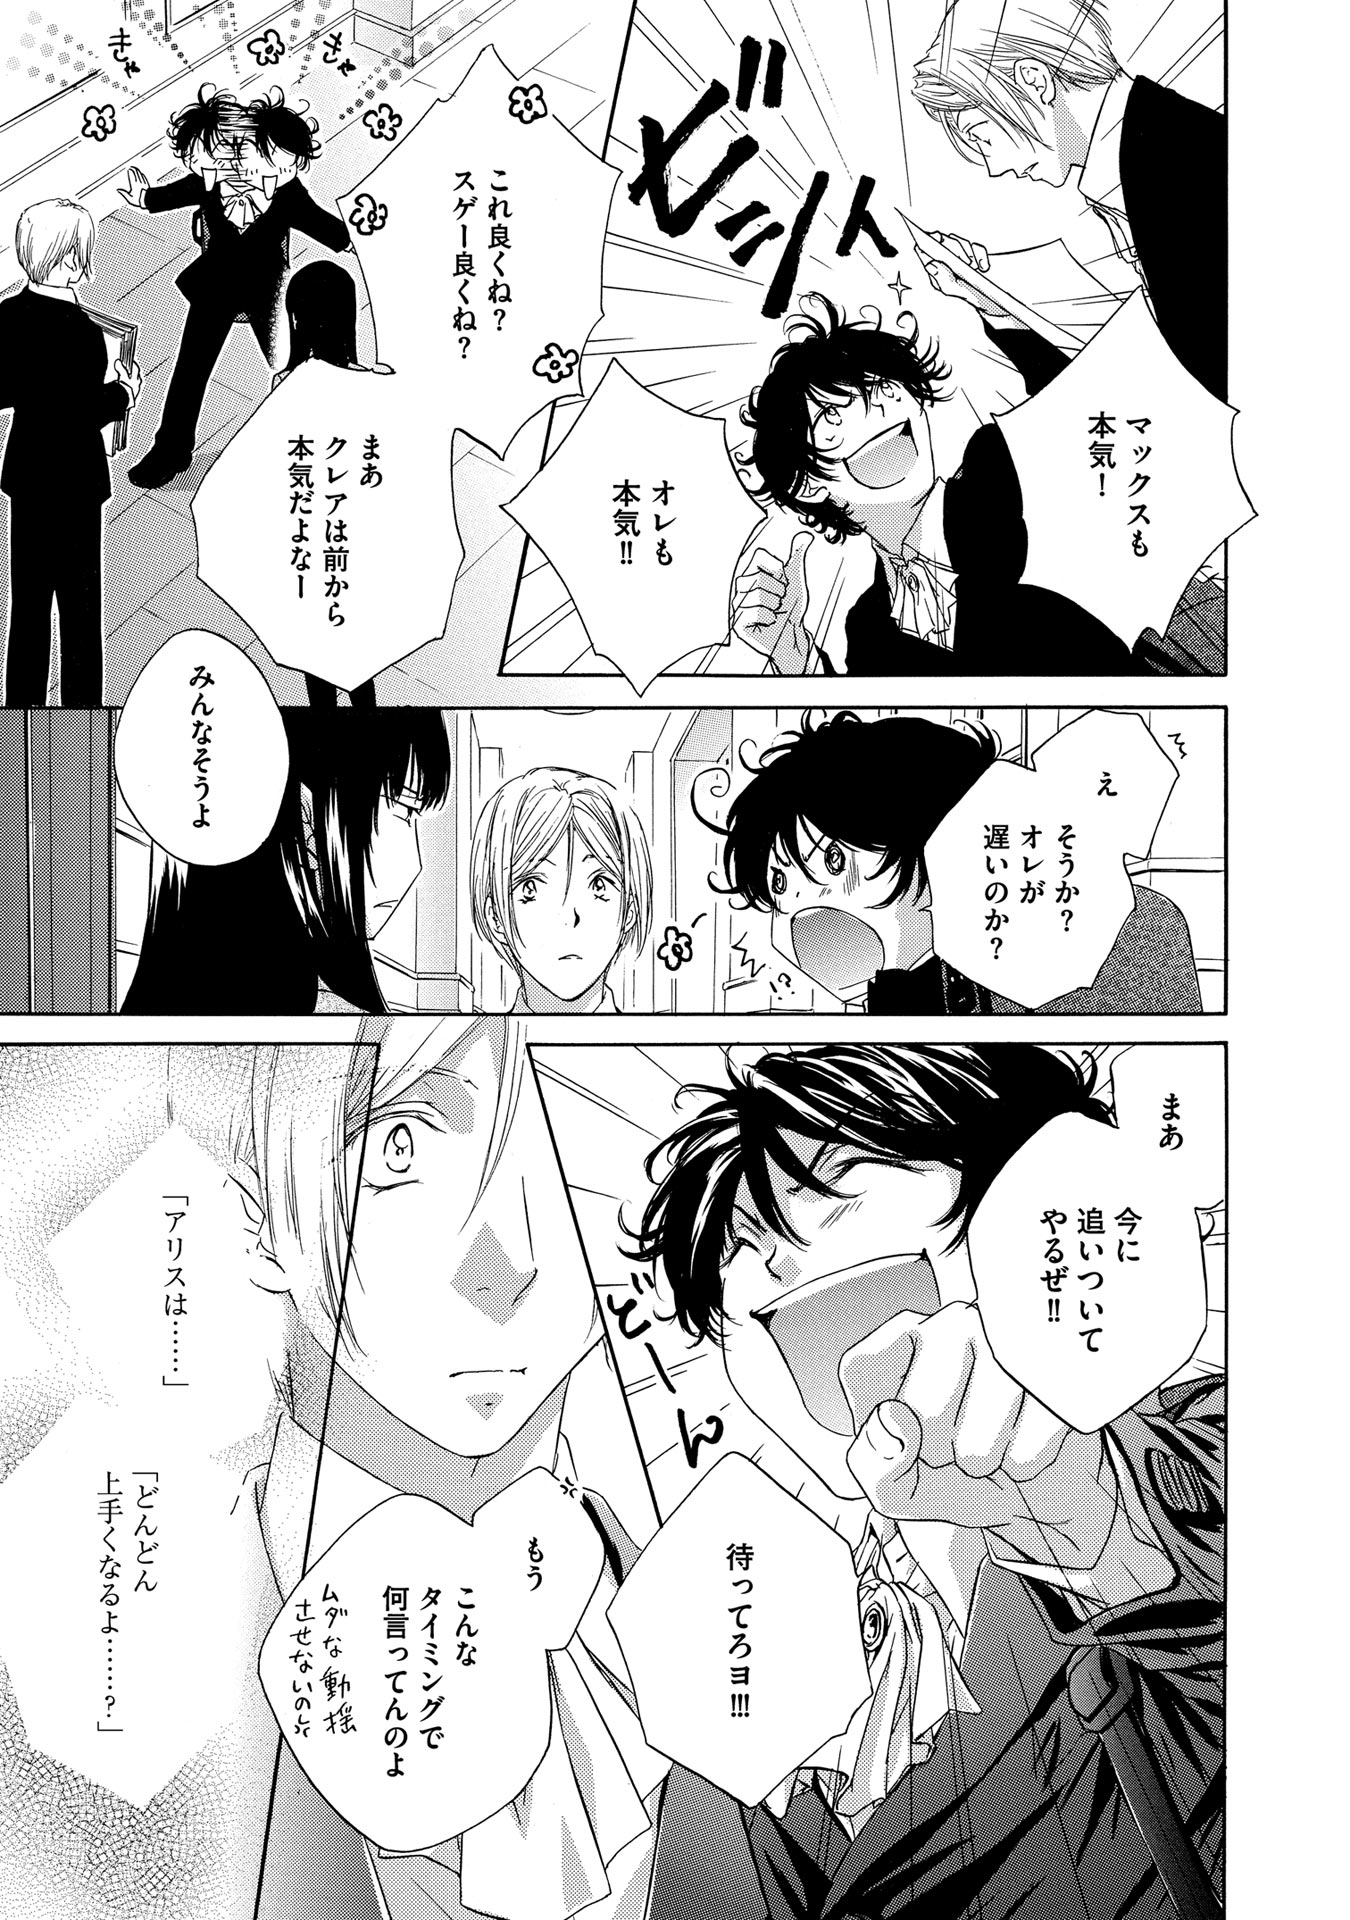 ビシィ
マックスも
本気!
オレも
本気!!
これ良くね?
スゲー良くね?
きゃ
きゃ
まあ
クレアは前から
本気だよなー
え
そうか?
オレが
遅いのか?
!?
みんなそうよ
まあ
今に
追いついて
やるぜ!!
どーん
待ってろヨ!!!
もう
こんな
タイミングで
何言ってんのよ
ムダな動揺
させないのし
「アリスは……」
「どんどん
上手くなるよ……?」